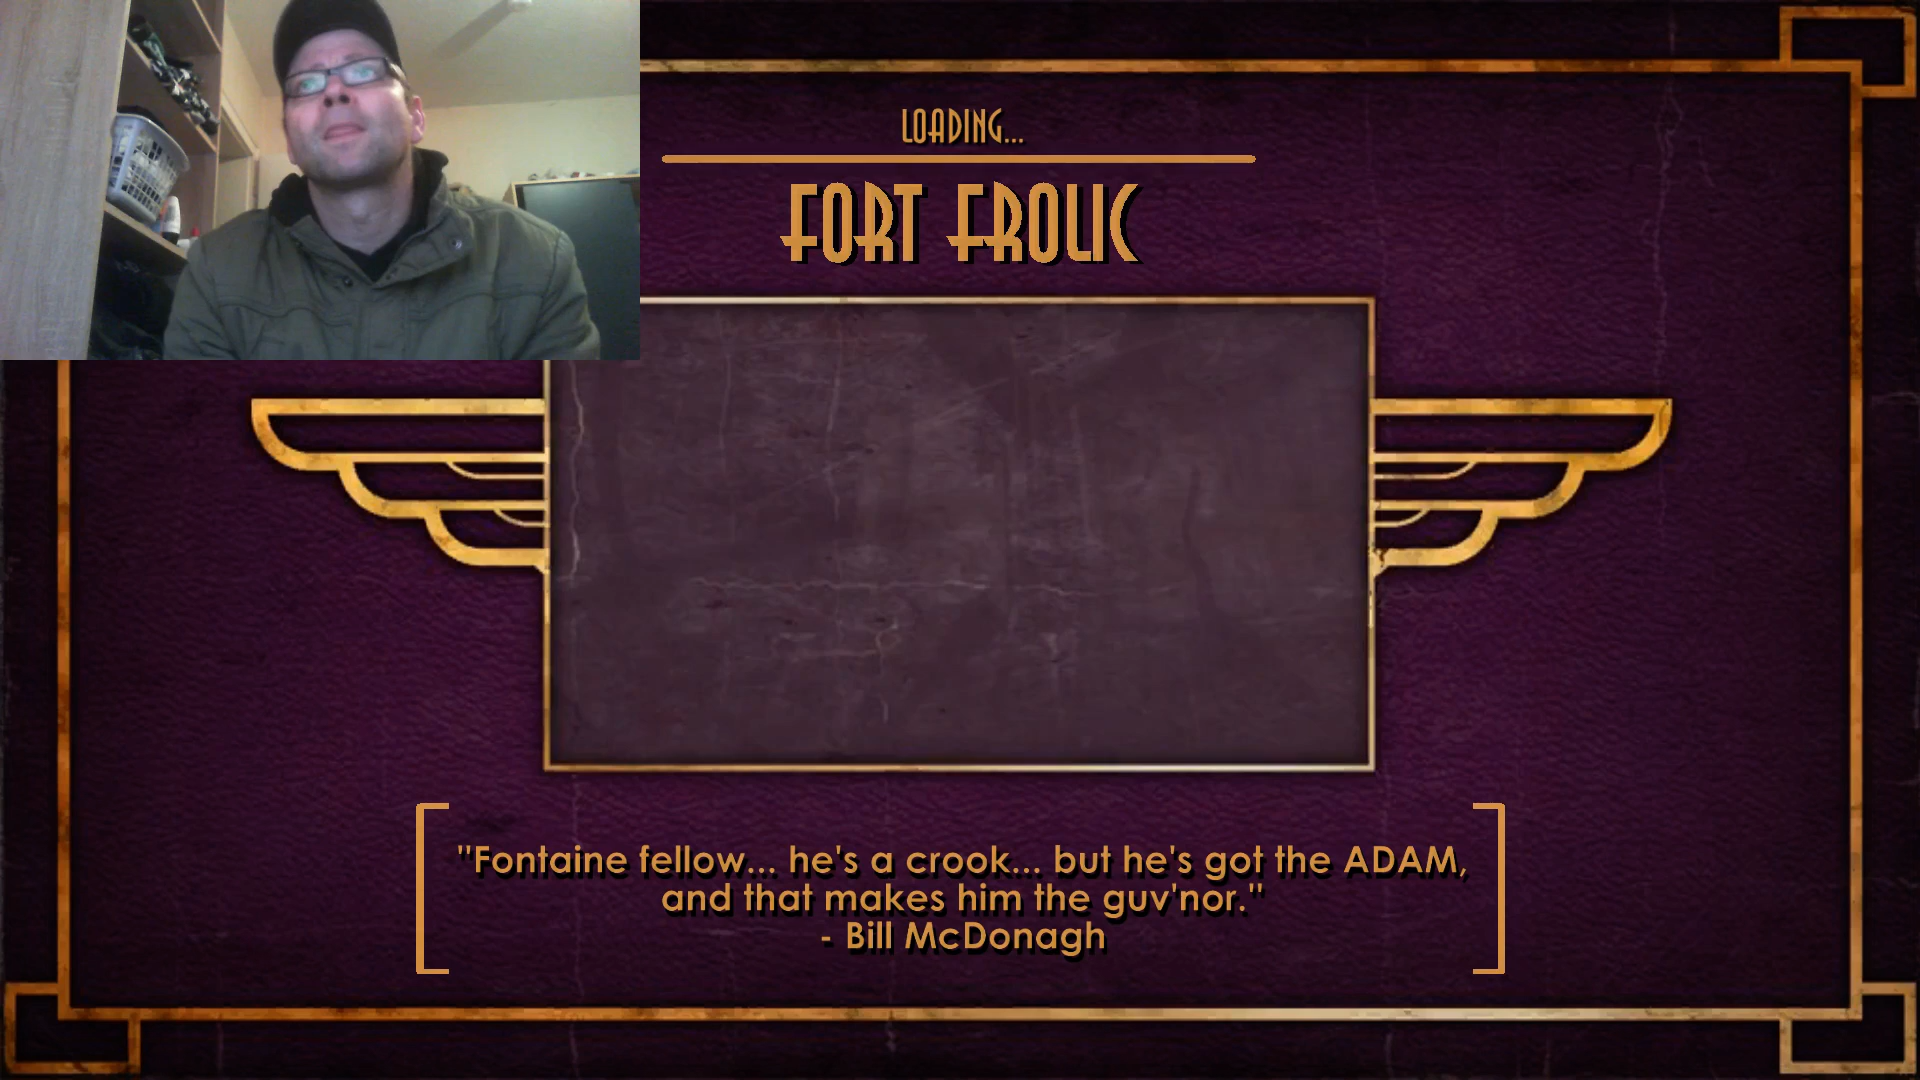 LOADING...
FORT FROLIC
"Fontaine fellow... he's a crook... but he's got the ADAM,
and that makes him the guv'nor."
- Bill McDonagh